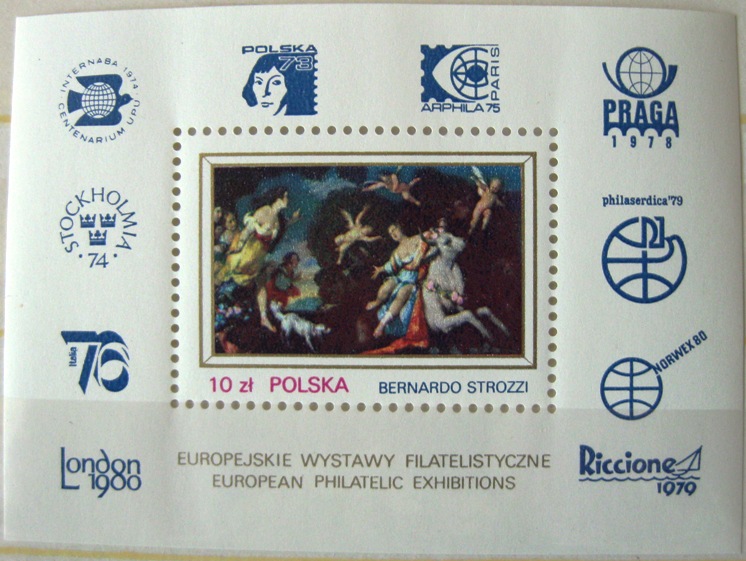 INTERNABA 1974
CENTENARIUM UPU
POLSKA
73
PARIS
ARPHILA 75
PRAGA
1978
STOCKHOLMIA
· 74 ·
philaserdica'79
Italia
76
NORWEX 80
10 zł POLSKA BERNARDO STROZZI
London
1980
EUROPEJSKIE WYSTAWY FILATELISTYCZNE
EUROPEAN PHILATELIC EXHIBITIONS
Riccione
1979